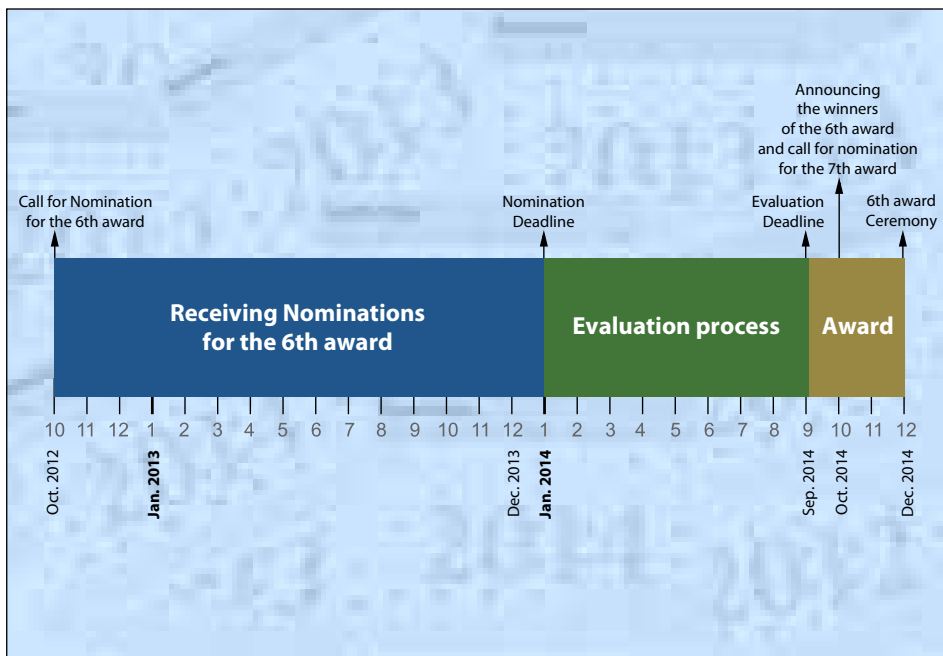 Announcing
the winners
of the 6th award
and call for nomination
for the 7th award
Call for Nomination
for the 6th award
Nomination
Deadline
Evaluation
Deadline
6th award
Ceremony
Receiving Nominations
for the 6th award
Evaluation process
Award
10 11 12 1 2 3 4 5 6 7 8 9 10 11 12 1 2 3 4 5 6 7 8 9 10 11 12
Oct. 2012
Jan. 2013
Dec. 2013
Jan. 2014
Sep. 2014
Oct. 2014
Dec. 2014